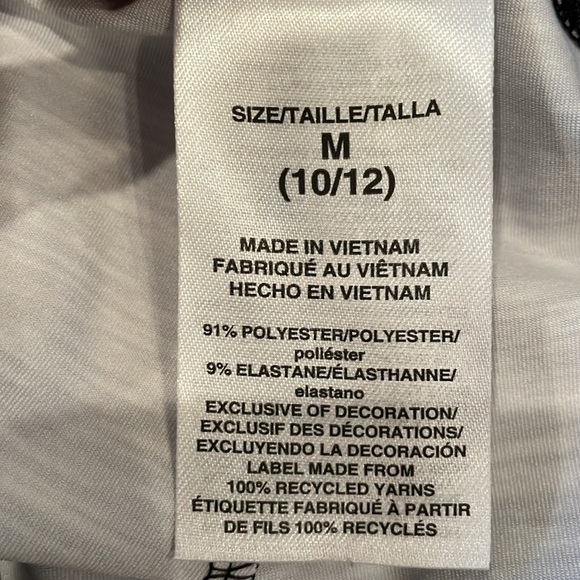 SIZE/TAILLE/TALLA
M
(10/12)
MADE IN VIETNAM
FABRIQUÉ AU VIÊTNAM
HECHO EN VIETNAM
91% POLYESTER/POLYESTER/
poliéster
9% ELASTANE/ÉLASTHANNE/
elastano
EXCLUSIVE OF DECORATION/
EXCLUSIF DES DÉCORATIONS/
EXCLUYENDO LA DECORACIÓN
LABEL MADE FROM
100% RECYCLED YARNS
ÉTIQUETTE FABRIQUÉ À PARTIR
DE FILS 100% RECYCLÉS